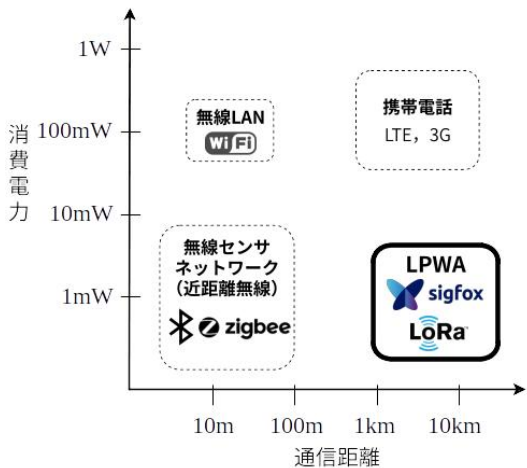 1W
100mW
10mW
1mW
消費電力
無線LAN
WiFi
携帯電話
LTE，3G
無線センサ
ネットワーク
（近距離無線）
zigbee
LPWA
sigfox
LoRa
10m
100m
1km
10km
通信距離